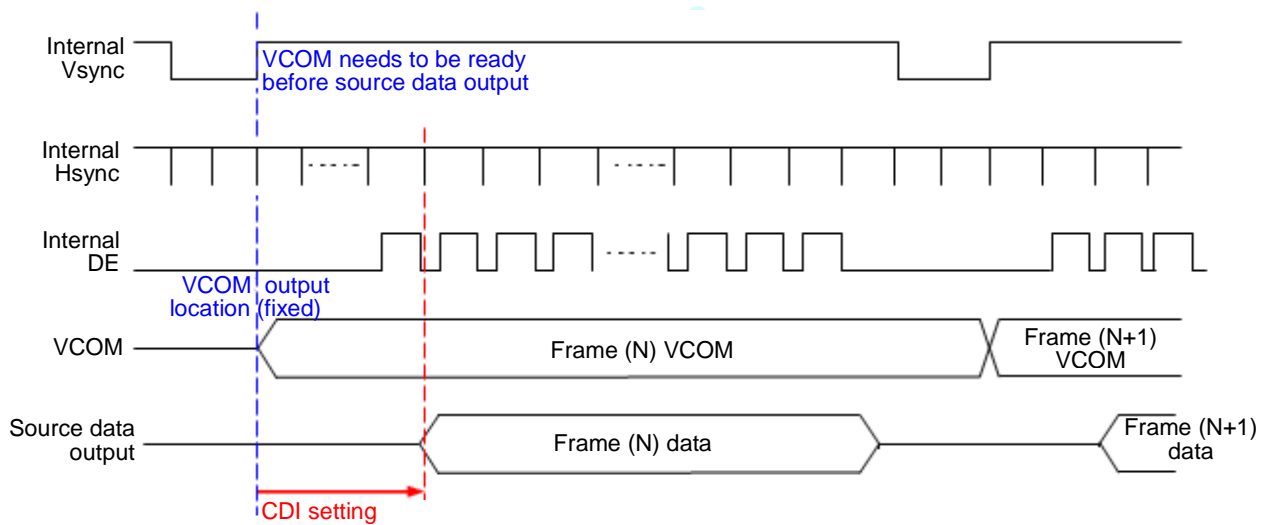 Internal
Vsync
VCOM needs to be ready
before source data output
Internal
Hsync
Internal
DE
VCOM output
location (fixed)
VCOM
Frame (N) VCOM
Frame (N+1)
VCOM
Source data
output
Frame (N) data
Frame (N+1)
data
CDI setting